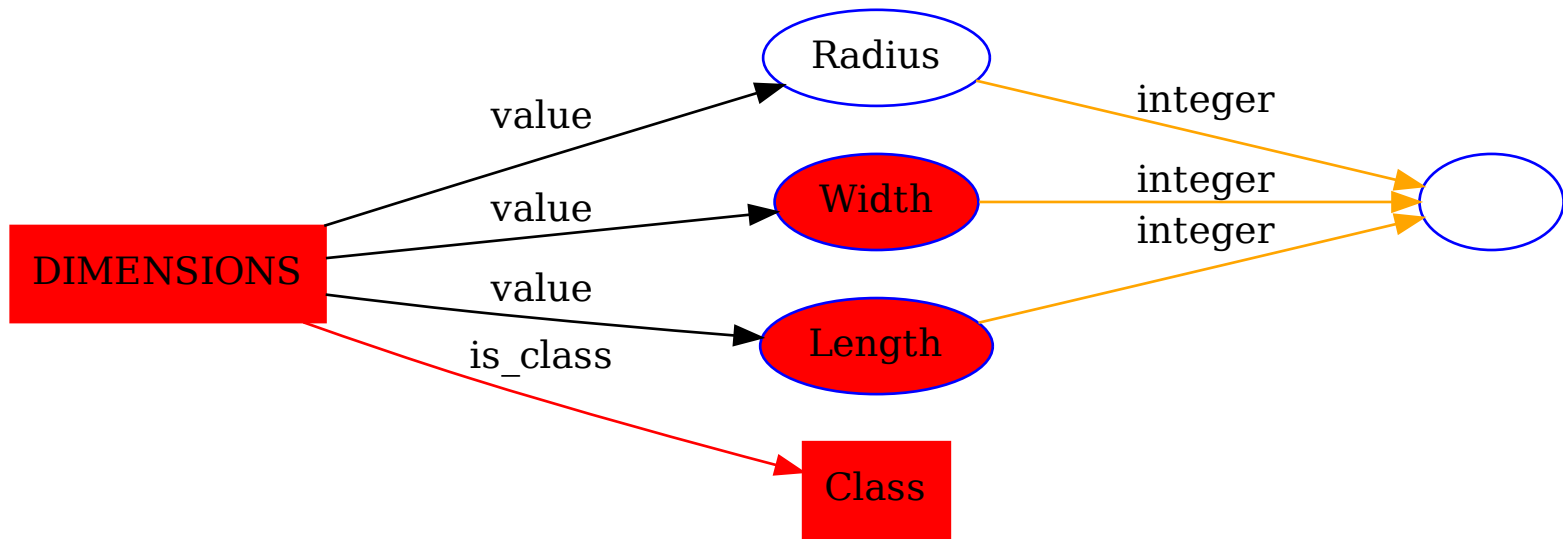 Radius
value
integer
value
Width
integer
DIMENSIONS
integer
value
Length
is_class
Class